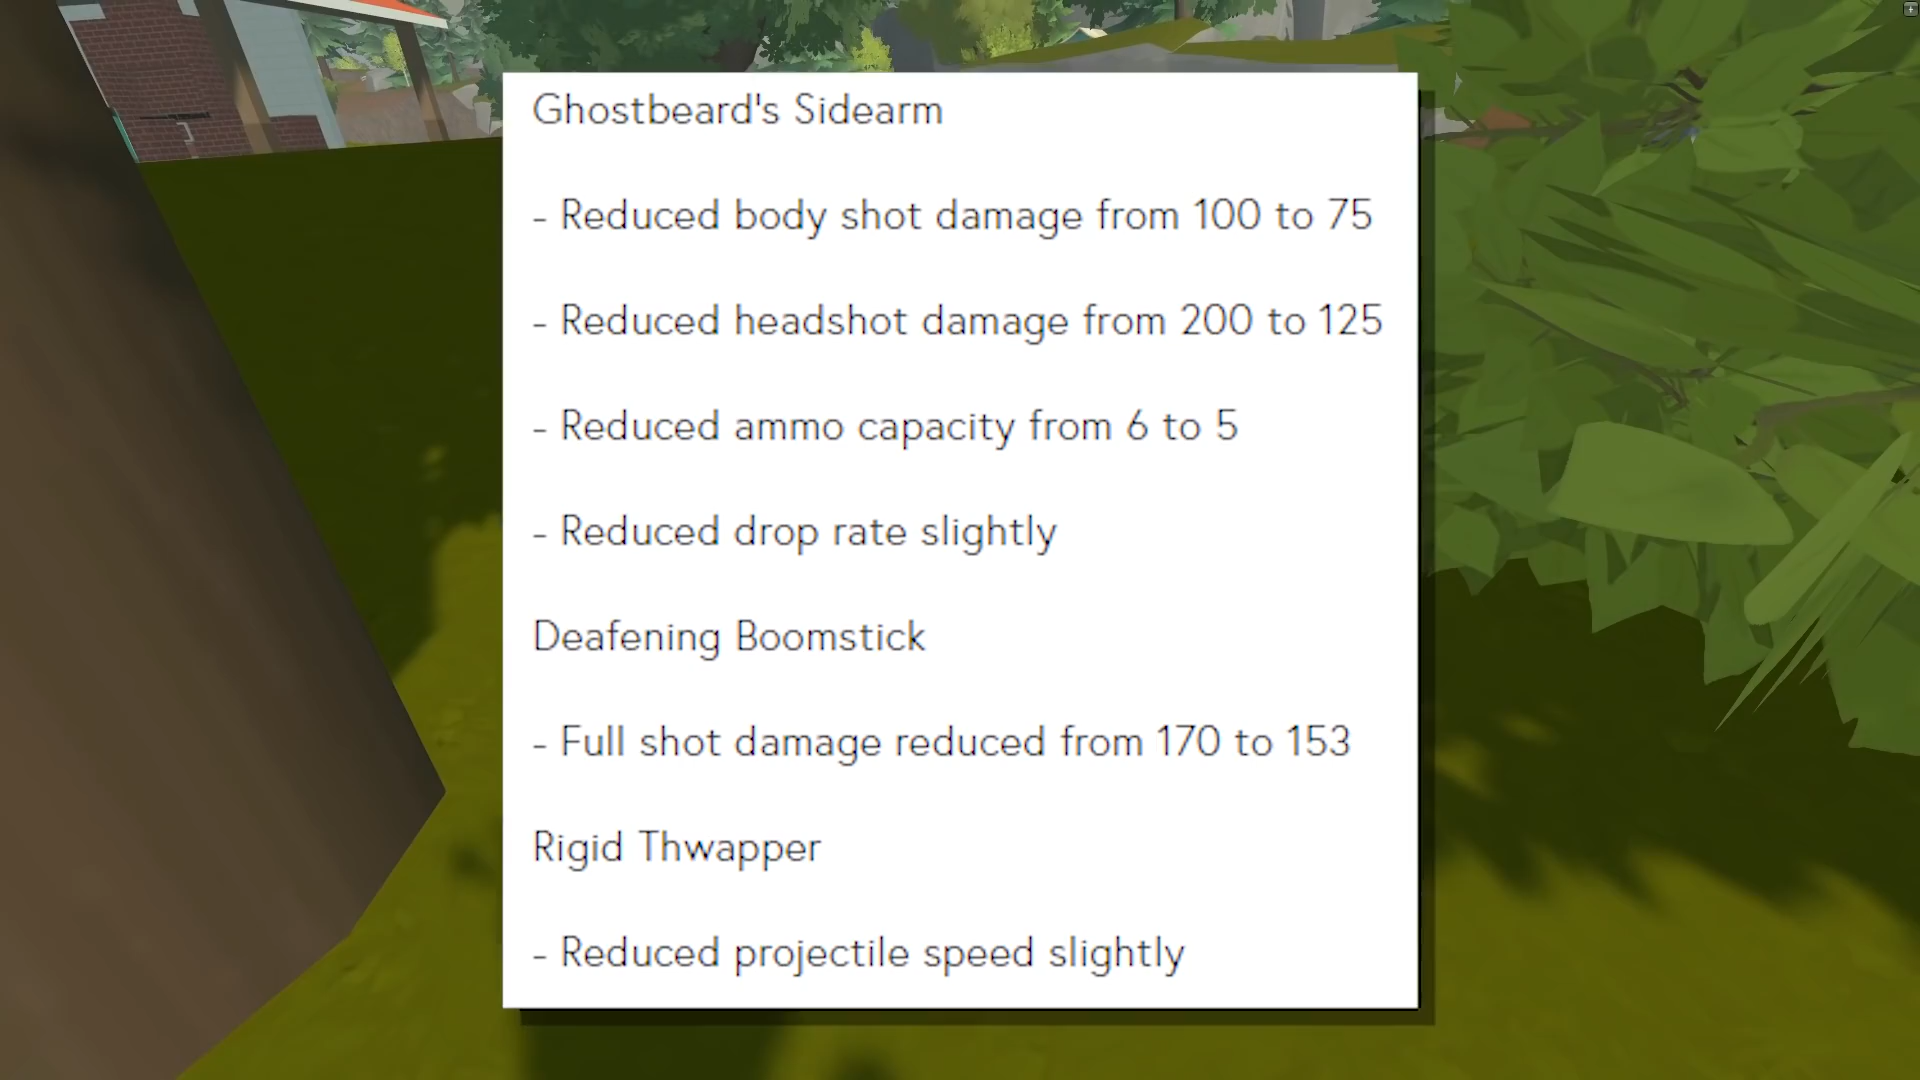 Ghostbeard's Sidearm
- Reduced body shot damage from 100 to 75
- Reduced headshot damage from 200 to 125
- Reduced ammo capacity from 6 to 5
- Reduced drop rate slightly
Deafening Boomstick
- Full shot damage reduced from 170 to 153
Rigid Thwapper
- Reduced projectile speed slightly